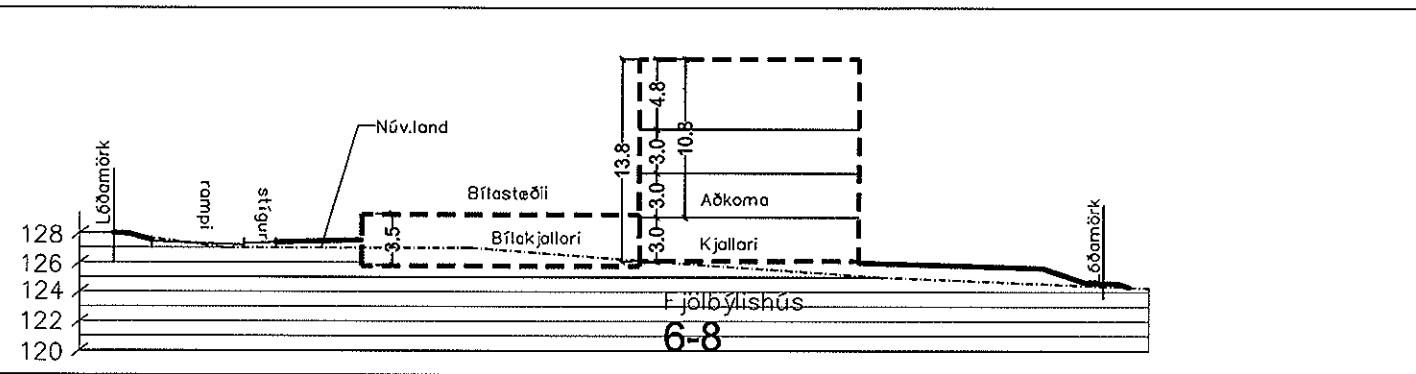 4.8
10.8
13.8
3.0
3.0
3.0
Núv.land
Lóðamörk
rampi
stígur
Bílastæði
Aðkoma
Lóðamörk
3.5
Bílakjallari
Kjallari
128
126
124
122
120
Fjölbýlishús
6-8